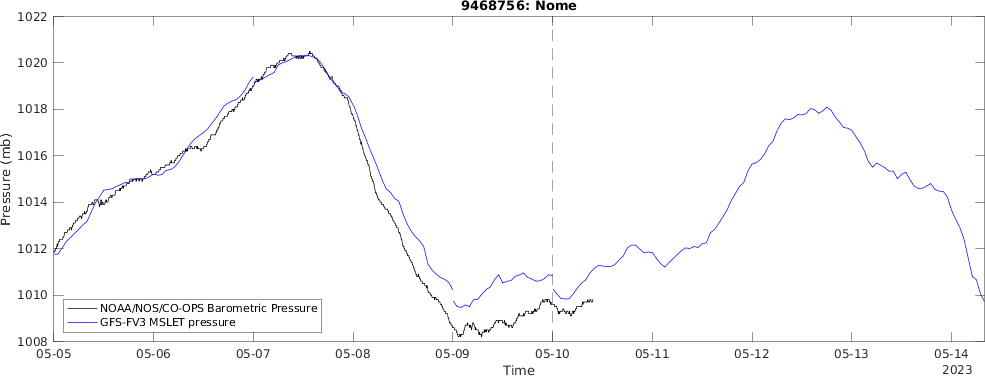 9468756: Nome
1022
1020
1018
1016
1014
1012
1010
1008
Pressure (mb)
NOAA/NOS/CO-OPS Barometric Pressure
GFS-FV3 MSLET pressure
05-05 05-06 05-07 05-08 05-09 05-10 05-11 05-12 05-13 05-14
Time
2023